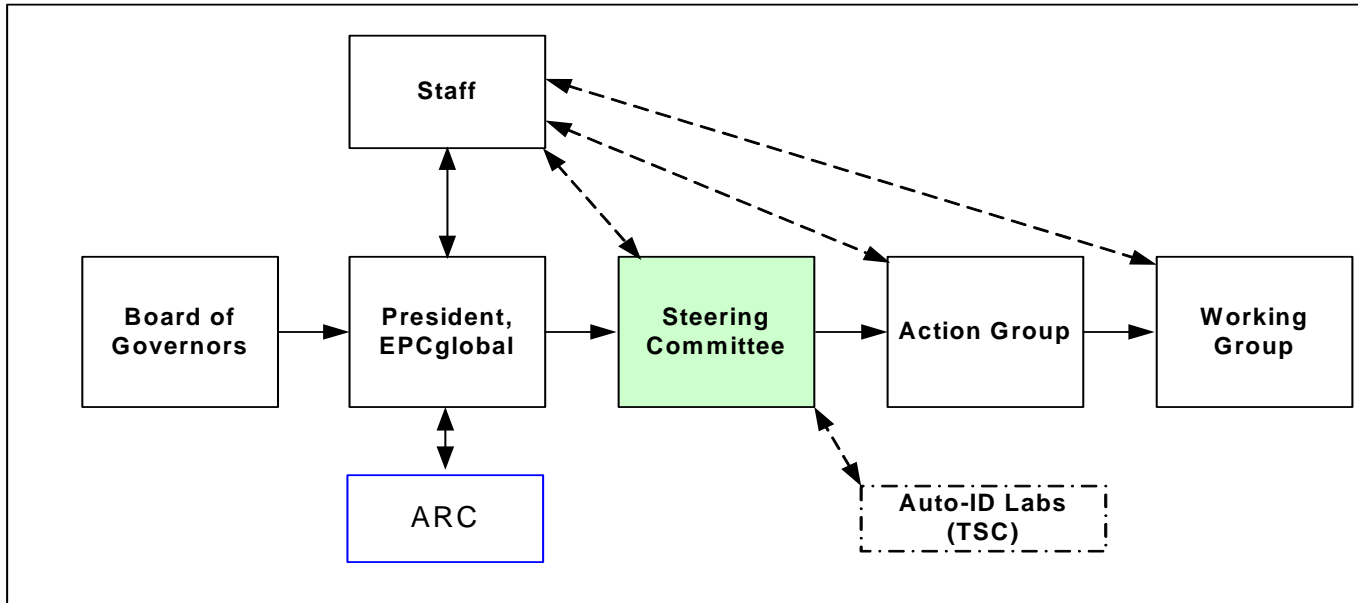 Staff
Board of
Governors
President,
EPCglobal
Steering
Committee
Action Group
Working
Group
ARC
Auto-ID Labs
(TSC)